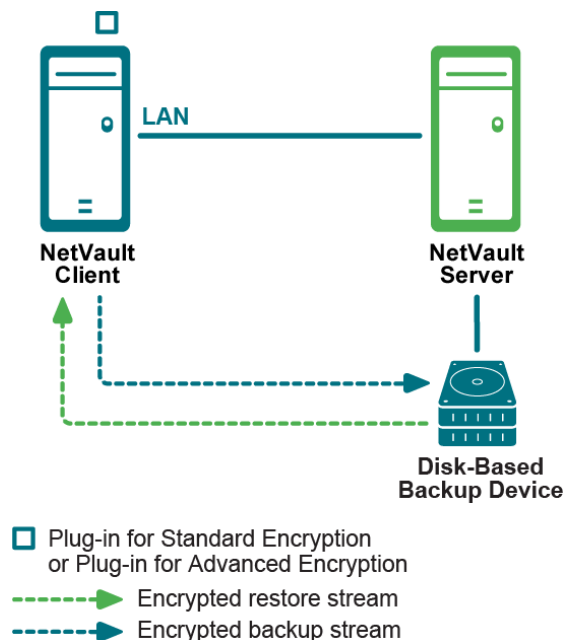 LAN
NetVault
Client
NetVault
Server
Disk-Based
Backup Device
Plug-in for Standard Encryption
or Plug-in for Advanced Encryption
Encrypted restore stream
Encrypted backup stream